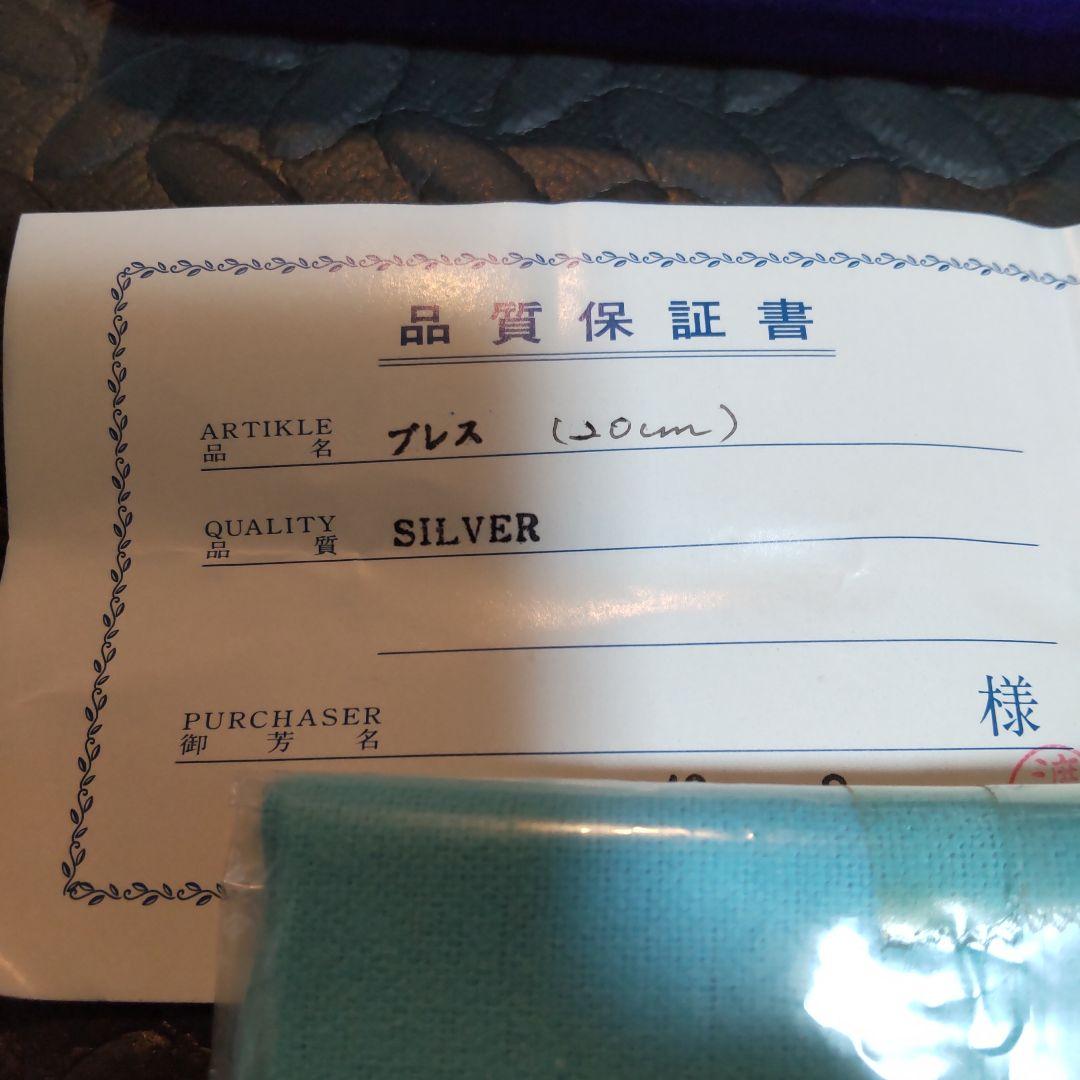 品質保証書
ARTIKLE
品名
ブレス (20cm)
QUALITY
品質
SILVER
様
PURCHASER
御芳名